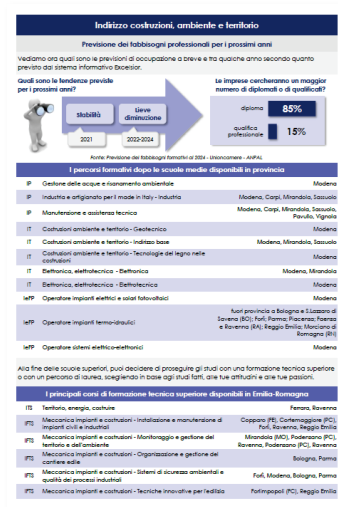 Indirizzo costruzioni, ambiente e territorio
Previsione dei fabbisogni professionali per i prossimi anni
Vediamo ora quali sono le previsioni di occupazione a breve e tra qualche anno secondo quanto
previsto dal sistema informativo Excelsior.
Quali sono le tendenze previste
per i prossimi anni?
Stabilità
2021
Lieve
diminuzione
2022-2024
Le imprese cercheranno un maggior
numero di diplomati o di qualificati?
diploma 85%
qualifica
professionale 15%
Fonte: Previsione dei fabbisogni formativi al 2024 - Unioncamere - ANPAL
I percorsi formativi dopo le scuole medie disponibili in provincia
IP Gestione delle acque e risanamento ambientale Modena
IP Industria e artigianato per il made in Italy - Industria Modena, Carpi, Mirandola, Sassuolo
IP Manutenzione e assistenza tecnica Modena, Carpi, Mirandola, Sassuolo,
Pavullo, Vignola
IT Costruzioni ambiente e territorio - Geotecnico Modena
IT Costruzioni ambiente e territorio - Indirizzo base Modena, Mirandola, Sassuolo
IT Costruzioni ambiente e territorio - Tecnologie del legno nelle
costruzioni Modena
IT Elettronica, elettrotecnica - Elettronica Modena, Mirandola
IT Elettronica, elettrotecnica - Elettrotecnica Modena
IeFP Operatore impianti elettrici e solari fotovoltaici Modena
IeFP Operatore impianti termo-idraulici fuori provincia a Bologna e S.Lazzaro di
Savena (BO); Forlì; Parma; Piacenza; Faenza
e Ravenna (RA); Reggio Emilia; Morciano di
Romagna (RN)
IeFP Operatore sistemi elettrico-elettronici Modena
Alla fine delle scuole superiori, puoi decidere di proseguire gli studi con una formazione tecnica superiore
o con un percorso di laurea, scegliendo in base agli studi fatti, alle tue attitudini e alle tue passioni.
I principali corsi di formazione tecnica superiore disponibili in Emilia-Romagna
ITS Territorio, energia, costruire Ferrara, Ravenna
IFTS Meccanica impianti e costruzioni - Installazione e manutenzione di
impianti civili e industriali Copparo (FE), Cortemaggiore (PC),
Forlì, Ravenna, Reggio Emilia
IFTS Meccanica impianti e costruzioni - Monitoraggio e gestione del
territorio e dell'ambiente Mirandola (MO), Podenzano (PC),
Ravenna, Podenzano (PC), Ravenna
IFTS Meccanica impianti e costruzioni - Organizzazione e gestione del
cantiere edile Bologna, Parma
IFTS Meccanica impianti e costruzioni - Sistemi di sicurezza ambientali e
qualità dei processi industriali Forlì, Modena, Bologna, Parma
IFTS Meccanica impianti e costruzioni - Tecniche innovative per l'edilizia Forlimpopoli (FC), Reggio Emilia